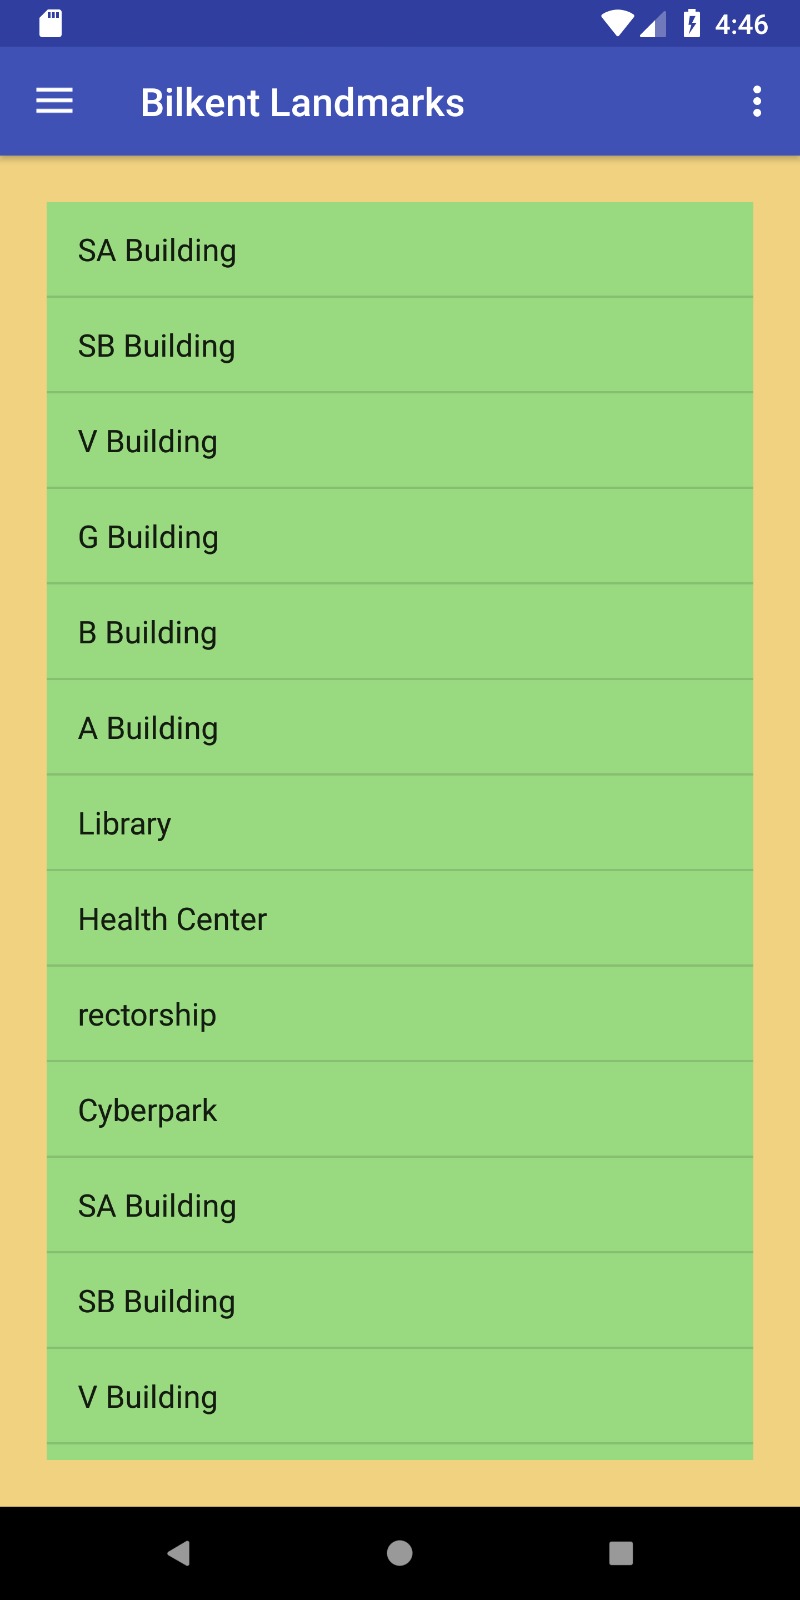 4:46
Bilkent Landmarks
SA Building
SB Building
V Building
G Building
B Building
A Building
Library
Health Center
rectorship
Cyberpark
SA Building
SB Building
V Building